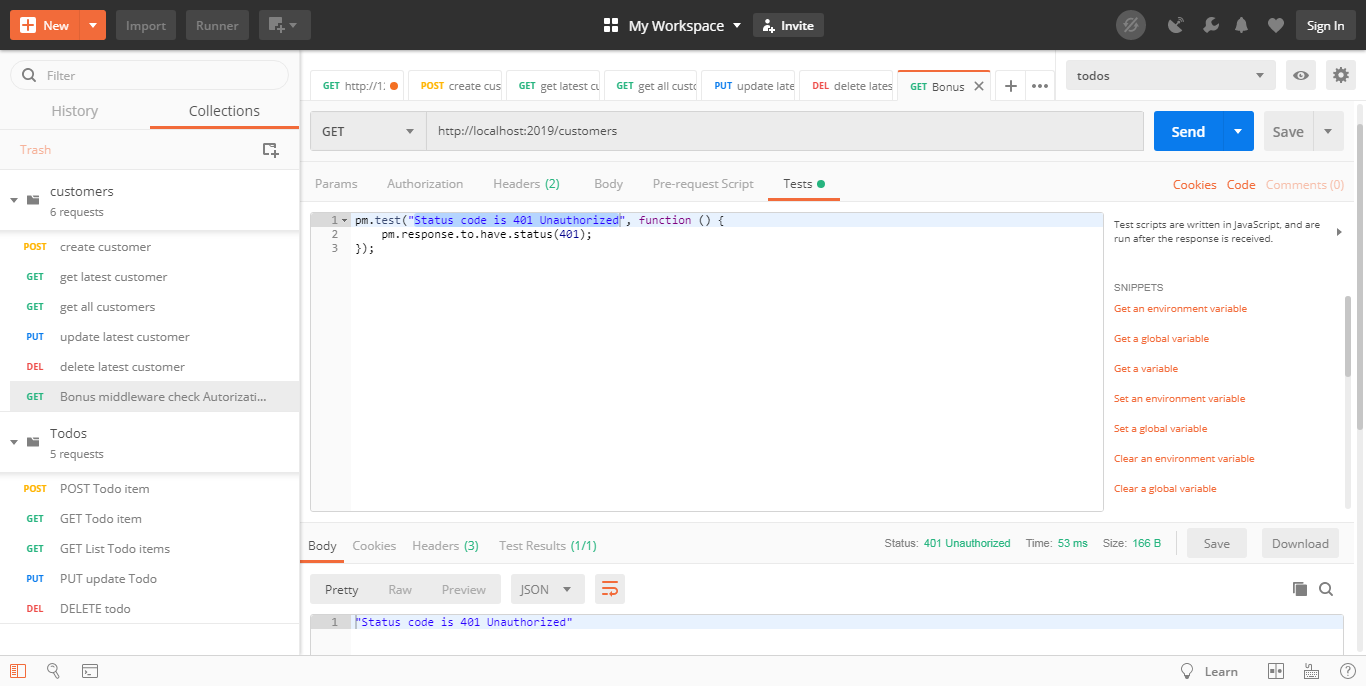 New Import Runner My Workspace Invite Sign In
Filter
History Collections
Trash
customers
6 requests
POST create customer
GET get latest customer
GET get all customers
PUT update latest customer
DEL delete latest customer
GET Bonus middleware check Autorizati...
Todos
5 requests
POST POST Todo item
GET GET Todo item
GET GET List Todo items
PUT PUT update Todo
DEL DELETE todo
GET http://1 POST create cus GET get latest cu GET get all custo PUT update late DEL delete lates GET Bonus
todos
GET http://localhost:2019/customers Send Save
Params Authorization Headers (2) Body Pre-request Script Tests Cookies Code Comments (0)
1 pm.test("Status code is 401 Unauthorized", function () {
2 pm.response.to.have.status(401);
3 });
Test scripts are written in JavaScript, and are
run after the response is received.
SNIPPETS
Get an environment variable
Get a global variable
Get a variable
Set an environment variable
Set a global variable
Clear an environment variable
Clear a global variable
Body Cookies Headers (3) Test Results (1/1) Status: 401 Unauthorized Time: 53 ms Size: 166 B Save Download
Pretty Raw Preview JSON
1 "Status code is 401 Unauthorized"
Learn